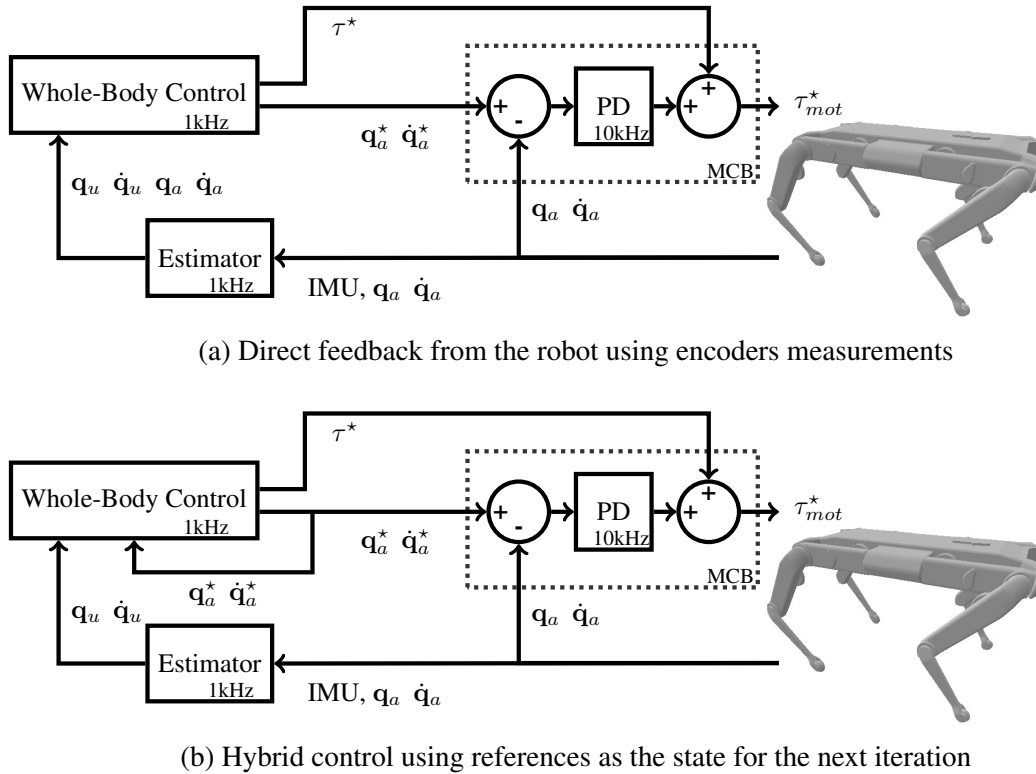 τ⋆
Whole-Body Control
1kHz
+
-
PD
10kHz
+
+
τ⋆mot
q⋆a q̇⋆a
MCB
qu q̇u qa q̇a
qa q̇a
Estimator
1kHz
IMU, qa q̇a
(a) Direct feedback from the robot using encoders measurements
τ⋆
Whole-Body Control
1kHz
+
-
PD
10kHz
+
+
τ⋆mot
q⋆a q̇⋆a
MCB
q⋆a q̇⋆a
qu q̇u
qa q̇a
Estimator
1kHz
IMU, qa q̇a
(b) Hybrid control using references as the state for the next iteration